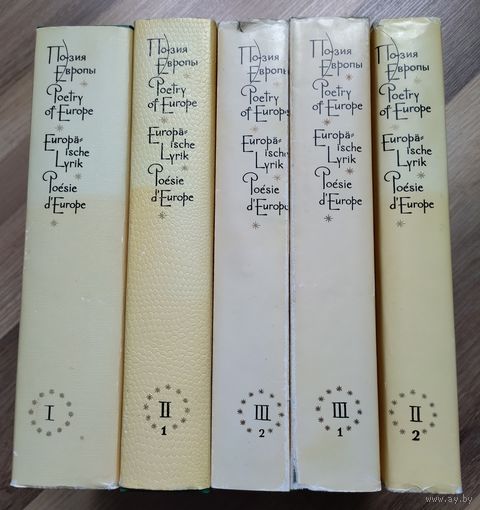 Поэзия
Европы
Poetry
of Europe
Europä-
ische
Lyrik
Poésie
d'Europe
I
Поэзия
Европы
Poetry
of Europe
Europä-
ische
Lyrik
Poésie
d'Europe
II
1
Поэзия
Европы
Poetry
of Europe
Europä-
ische
Lyrik
Poésie
d'Europe
III
2
Поэзия
Европы
Poetry
of Europe
Europä-
ische
Lyrik
Poésie
d'Europe
III
1
Поэзия
Европы
Poetry
of Europe
Europä-
ische
Lyrik
Poésie
d'Europe
II
2
www.ay.by